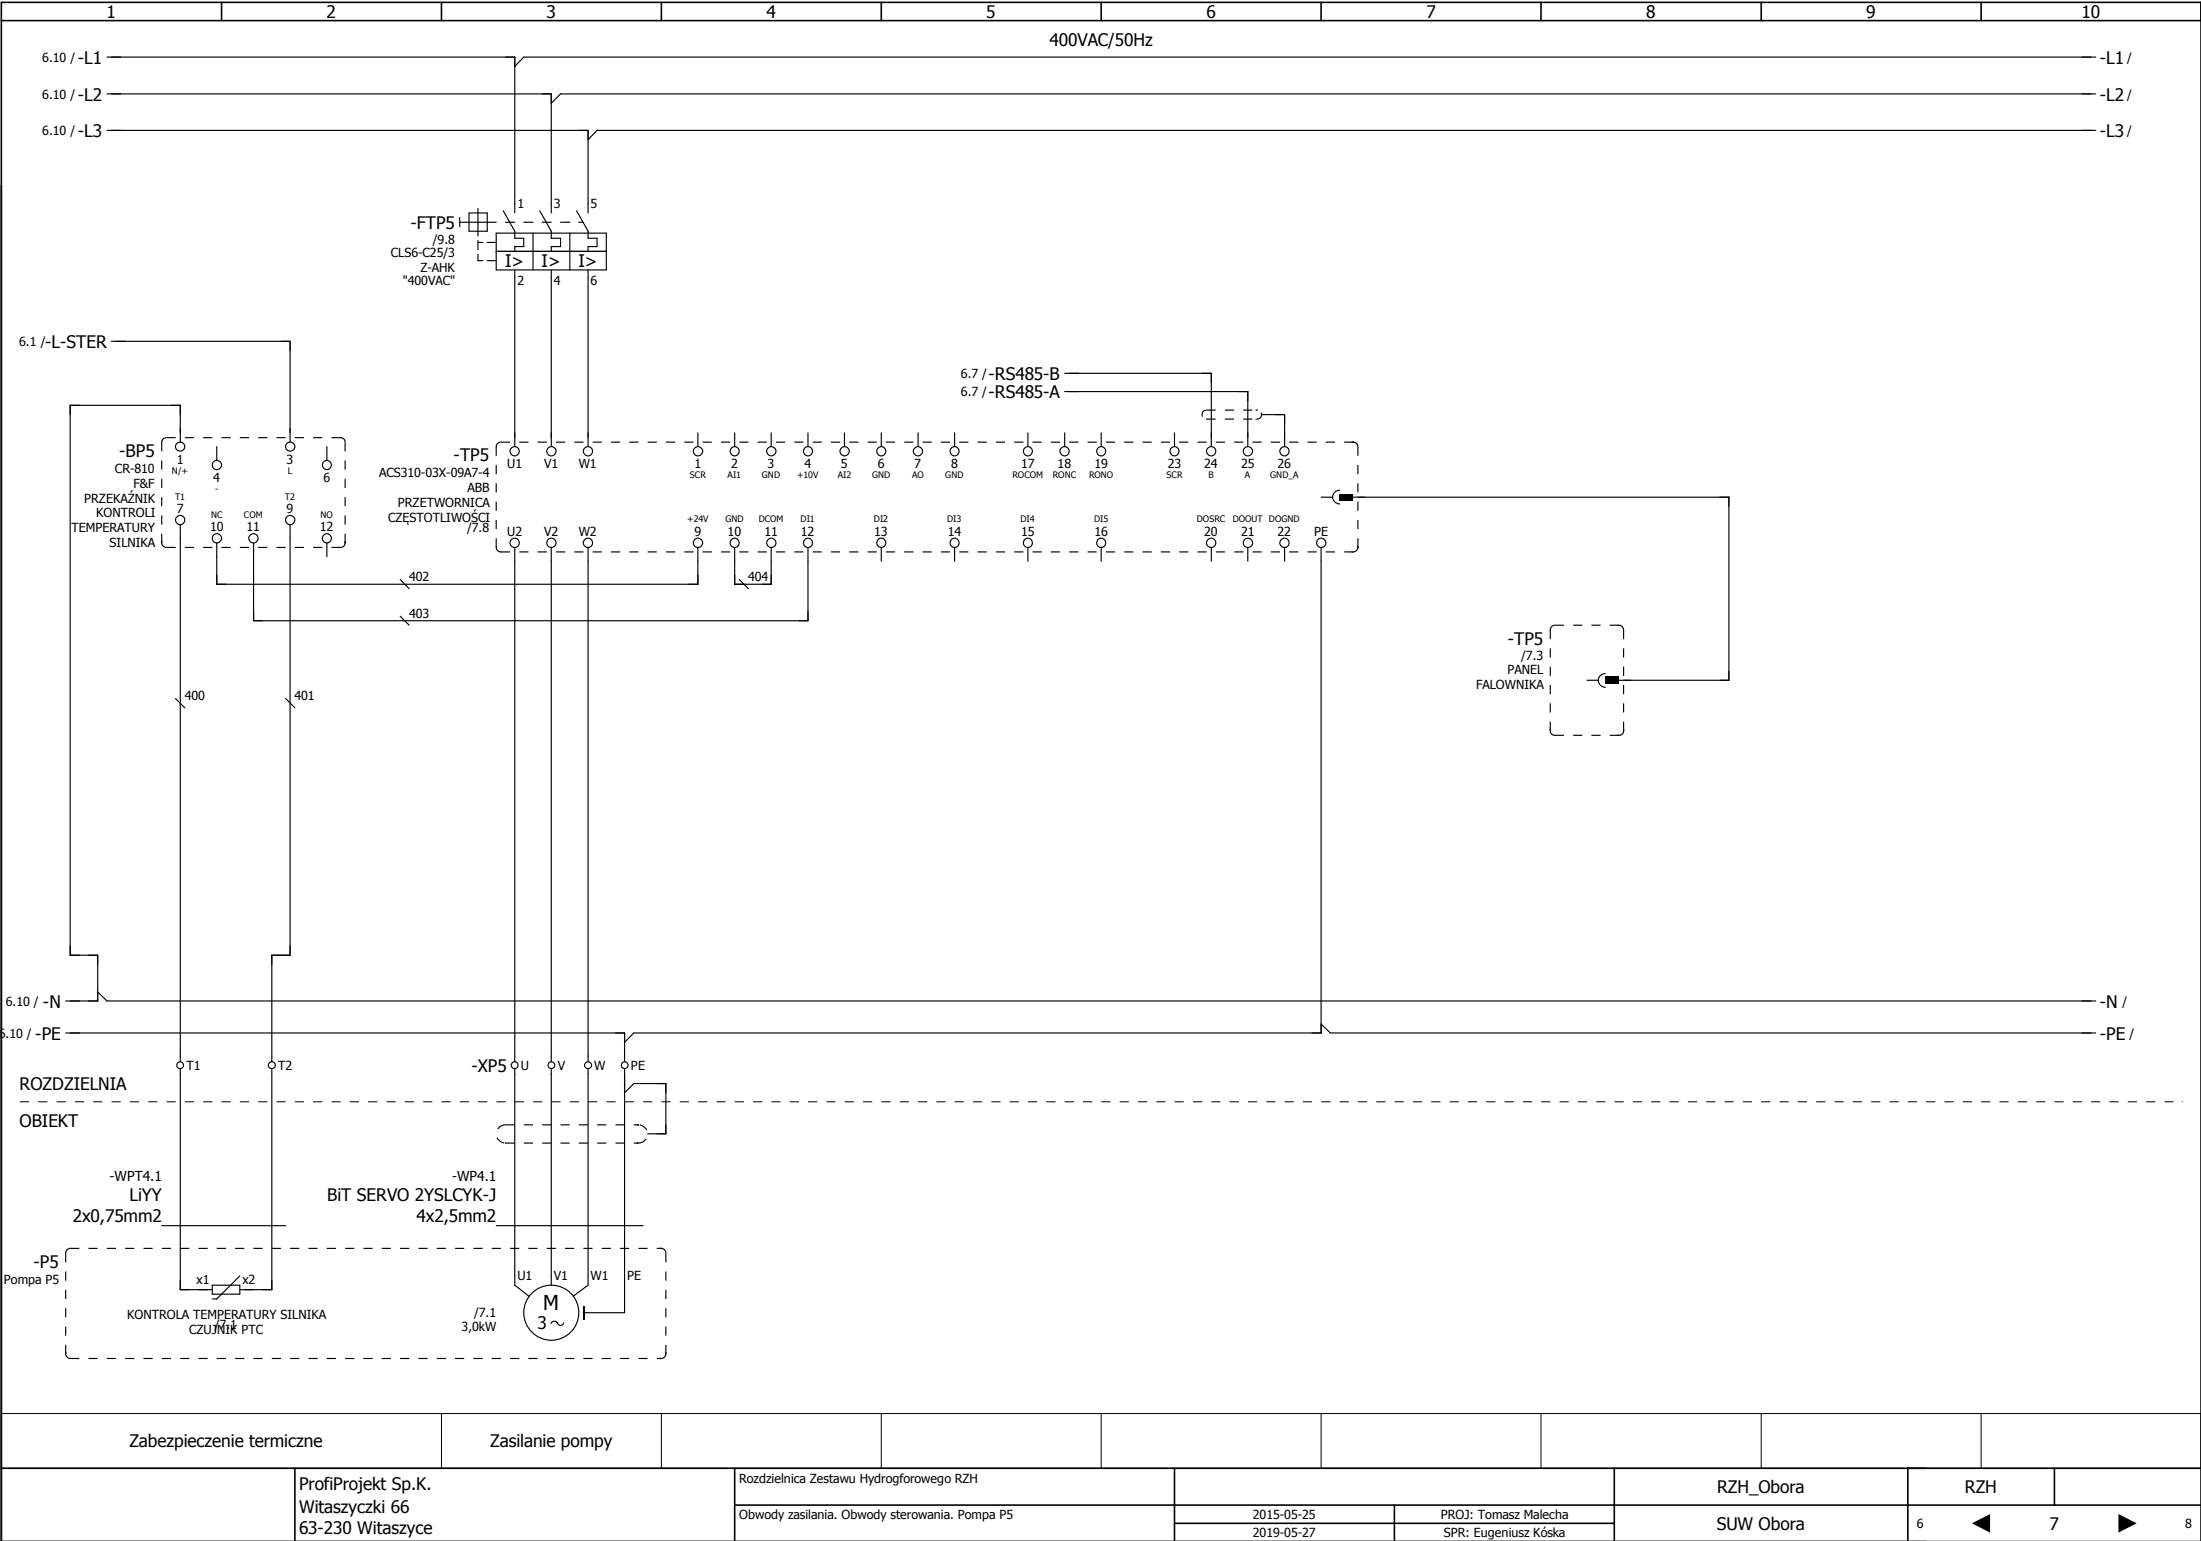 1 2 3 4 5 6 7 8 9 10
400VAC/50Hz
6.10 / -L1
-L1 /
6.10 / -L2
-L2 /
6.10 / -L3
-L3 /
1 3 5
-FTP5
/9.8
CLS6-C25/3
Z-AHK
"400VAC"
I> I> I>
2 4 6
6.1 /-L-STER
6.7 /-RS485-B
6.7 /-RS485-A
-BP5
CR-810
F&F
PRZEKAŹNIK
KONTROLI
TEMPERATURY
SILNIKA
1 3
N/+ L
4 6
-
T1 T2
7 9
NC COM NO
10 11 12
-TP5
ACS310-03X-09A7-4
ABB
PRZETWORNICA
CZĘSTOTLIWOŚCI
/7.8
U1 V1 W1
1 2 3 4 5 6 7 8 17 18 19 23 24 25 26
SCR AI1 GND +10V AI2 GND AO GND ROCOM RONC RONO SCR B A GND_A
+24V GND DCOM DI1 DI2 DI3 DI4 DI5 DOSRC DOOUT DOGND
U2 V2 W2 9 10 11 12 13 14 15 16 20 21 22 PE
402
404
403
-TP5
/7.3
PANEL
FALOWNIKA
400
401
6.10 / -N
-N /
6.10 / -PE
-PE /
T1 T2
-XP5 U V W PE
ROZDZIELNIA
OBIEKT
-WPT4.1
LiYY
2x0,75mm2
-WP4.1
BiT SERVO 2YSLCYK-J
4x2,5mm2
-P5
Pompa P5
x1 x2
KONTROLA TEMPERATURY SILNIKA
/7.1
CZUJNIK PTC
U1 V1 W1 PE
M
3~
/7.1
3,0kW
Zabezpieczenie termiczne
Zasilanie pompy
ProfiProjekt Sp.K.
Witaszyczki 66
63-230 Witaszyce
Rozdzielnica Zestawu Hydrogforowego RZH
Obwody zasilania. Obwody sterowania. Pompa P5
2015-05-25
2019-05-27
PROJ: Tomasz Malecha
SPR: Eugeniusz Kóska
RZH_Obora
SUW Obora
RZH
6 ◀ 7 ▶ 8